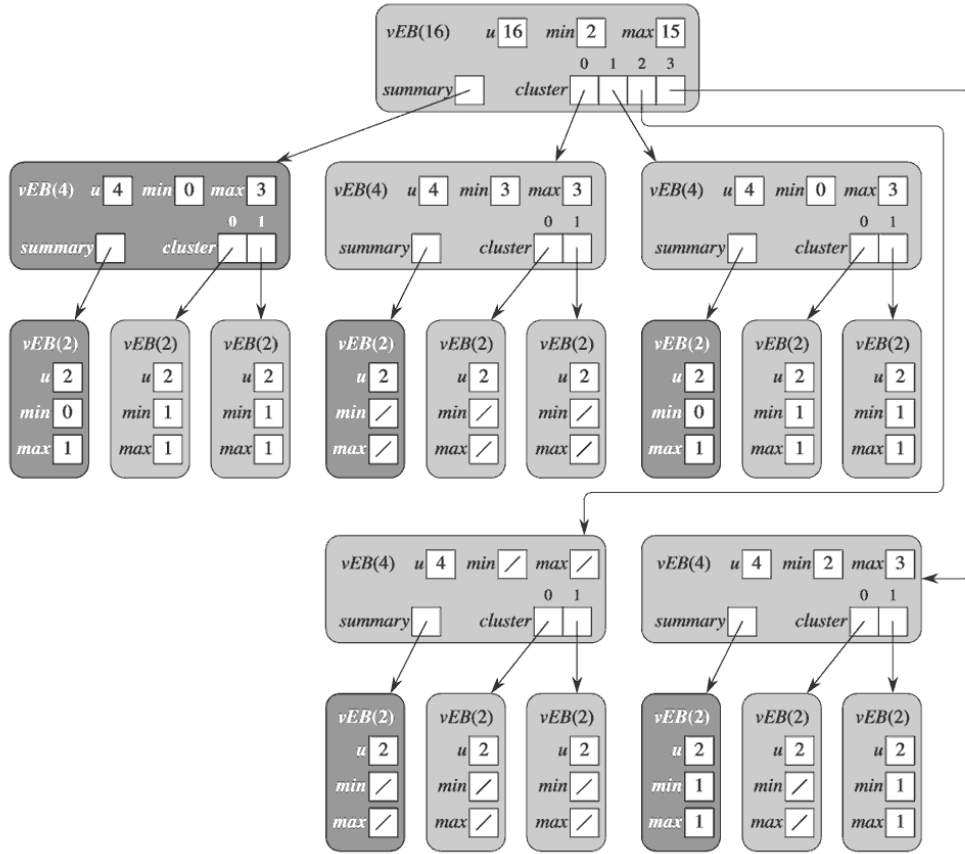 vEB(16) u 16 min 2 max 15
0 1 2 3
summary cluster
vEB(4) u 4 min 0 max 3
0 1
summary cluster
vEB(4) u 4 min 3 max 3
0 1
summary cluster
vEB(4) u 4 min 0 max 3
0 1
summary cluster
vEB(2)
u 2
min 0
max 1
vEB(2)
u 2
min 1
max 1
vEB(2)
u 2
min 1
max 1
vEB(2)
u 2
min /
max /
vEB(2)
u 2
min /
max /
vEB(2)
u 2
min /
max /
vEB(2)
u 2
min 0
max 1
vEB(2)
u 2
min 1
max 1
vEB(2)
u 2
min 1
max 1
vEB(4) u 4 min / max /
0 1
summary cluster
vEB(4) u 4 min 2 max 3
0 1
summary cluster
vEB(2)
u 2
min /
max /
vEB(2)
u 2
min /
max /
vEB(2)
u 2
min /
max /
vEB(2)
u 2
min 1
max 1
vEB(2)
u 2
min /
max /
vEB(2)
u 2
min 1
max 1